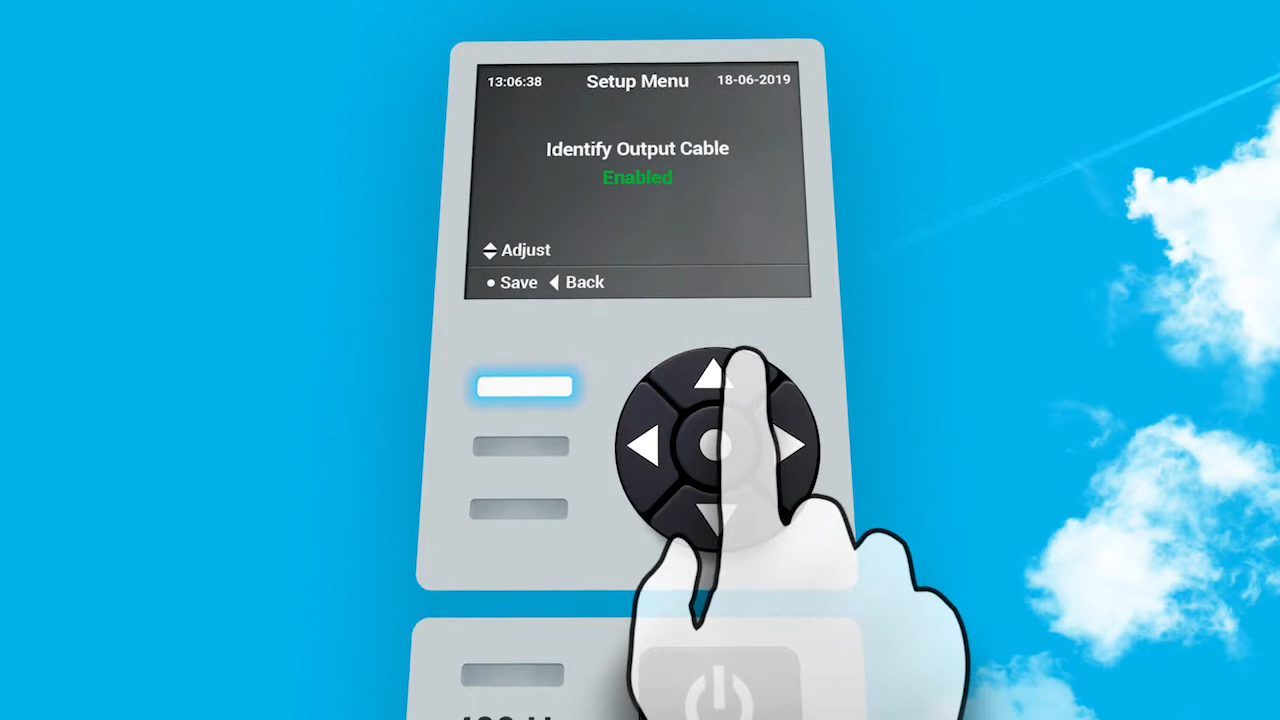 13:06:38 Setup Menu 18-06-2019
Identify Output Cable
Enabled
Adjust
Save Back